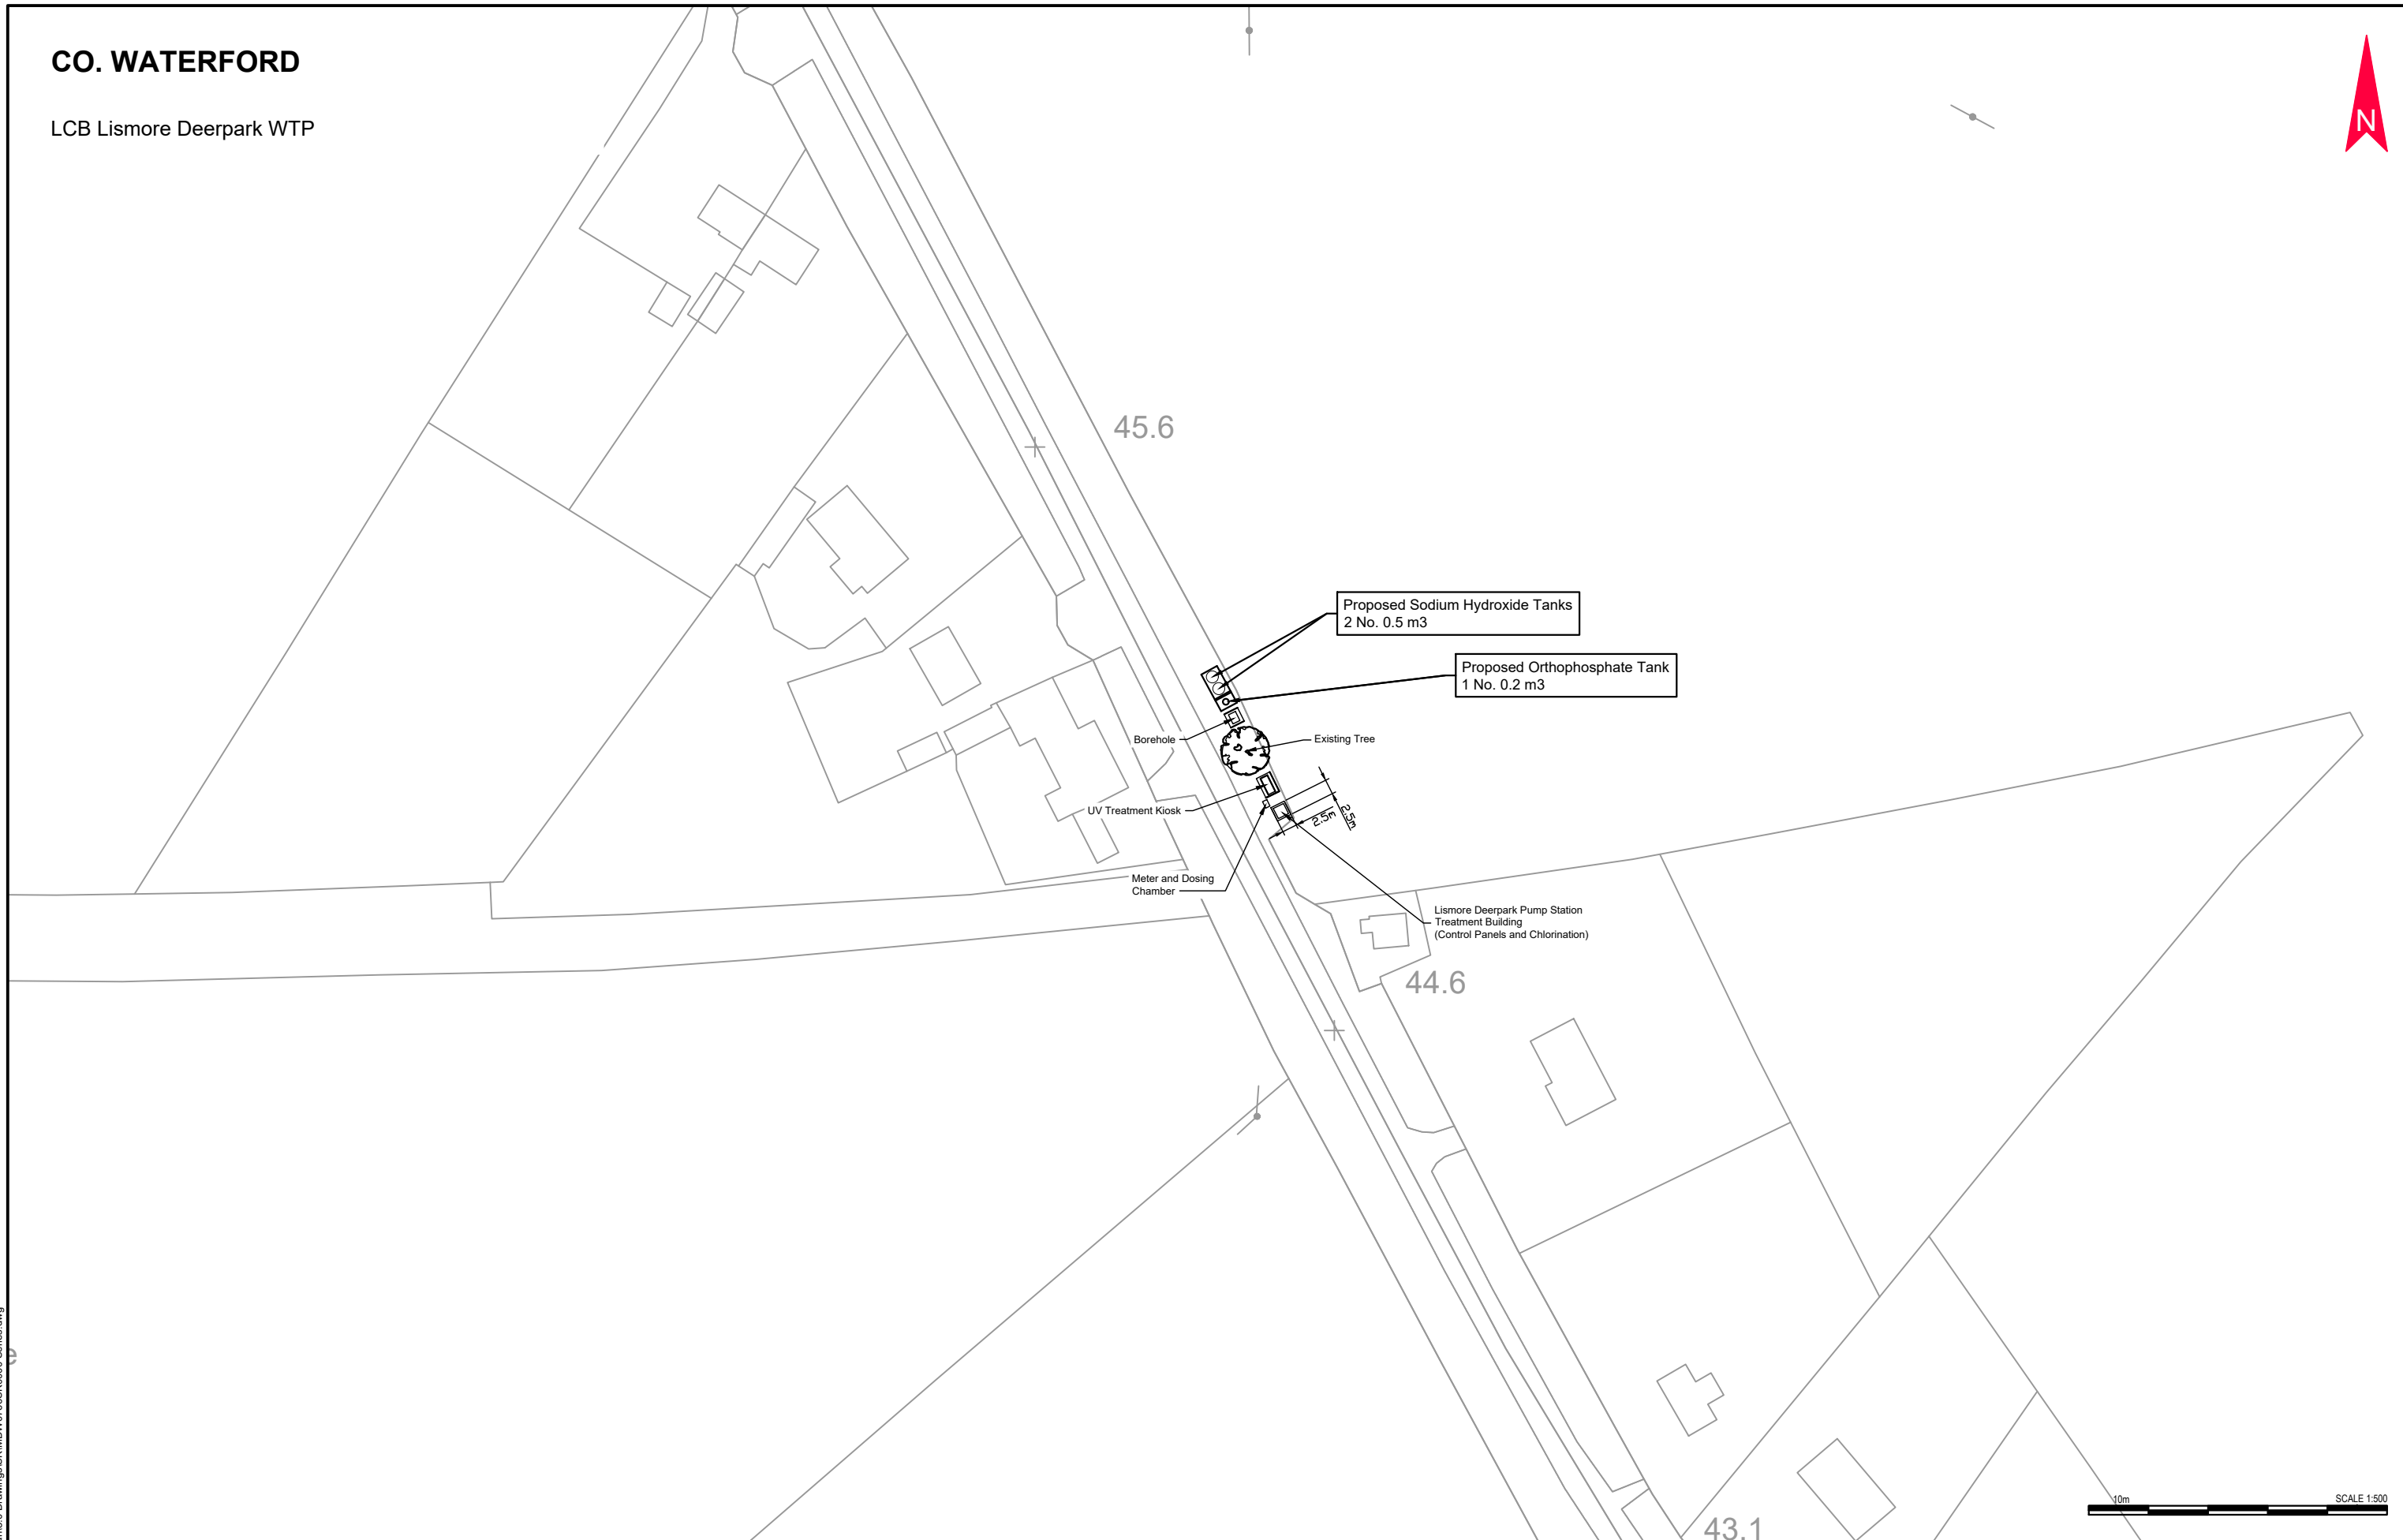 CO. WATERFORD
LCB Lismore Deerpark WTP
N
45.6
Proposed Sodium Hydroxide Tanks
2 No. 0.5 m3
Proposed Orthophosphate Tank
1 No. 0.2 m3
Borehole
Existing Tree
UV Treatment Kiosk
2.5m
2.5m
Meter and Dosing
Chamber
Lismore Deerpark Pump Station
Treatment Building
(Control Panels and Chlorination)
44.6
10m
SCALE 1:500
43.1